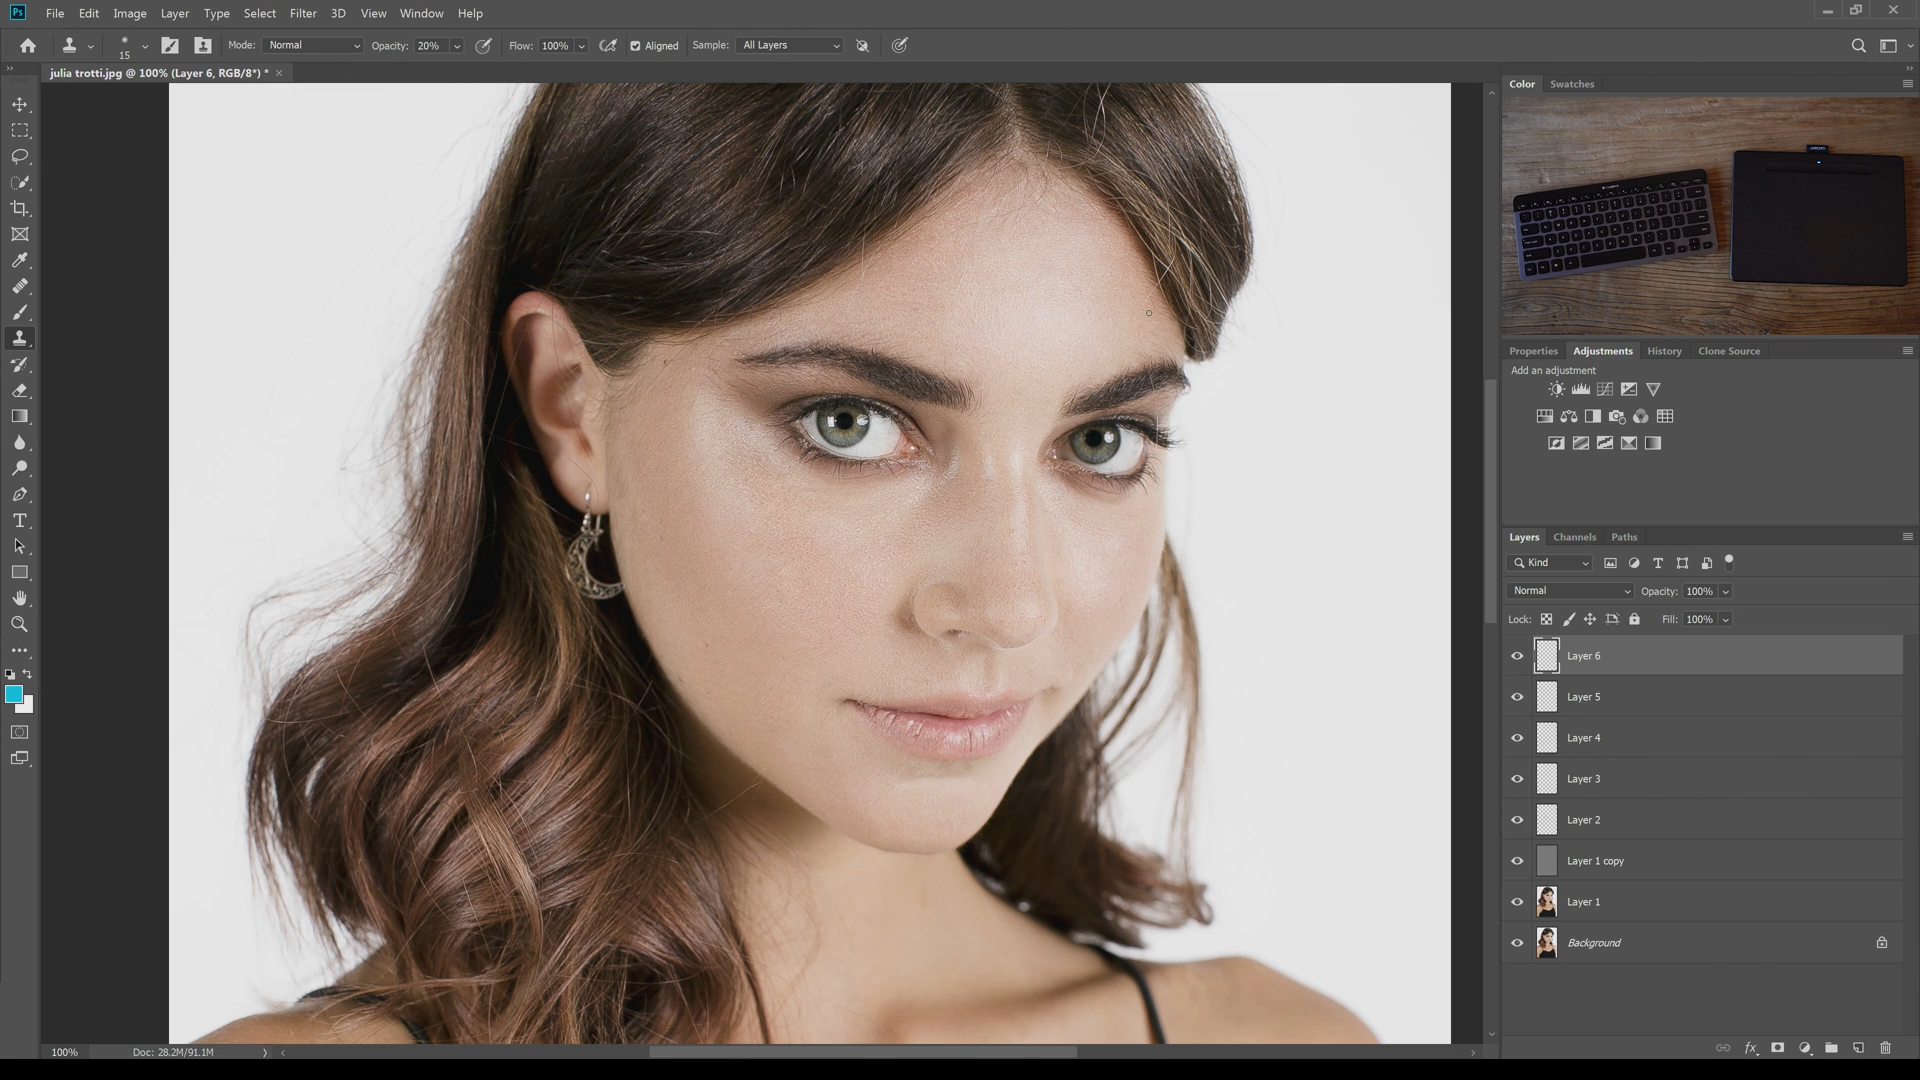 Ps File Edit Image Layer Type Select Filter 3D View Window Help
15 Mode: Normal Opacity: 20% Flow: 100% Aligned Sample: All Layers
julia trotti.jpg @ 100% (Layer 6, RGB/8*) * ×
Color Swatches
Properties Adjustments History Clone Source
Add an adjustment
Layers Channels Paths
Kind
Normal Opacity: 100%
Lock: Fill: 100%
Layer 6
Layer 5
Layer 4
Layer 3
Layer 2
Layer 1 copy
Layer 1
Background
100% Doc: 28.2M/91.1M